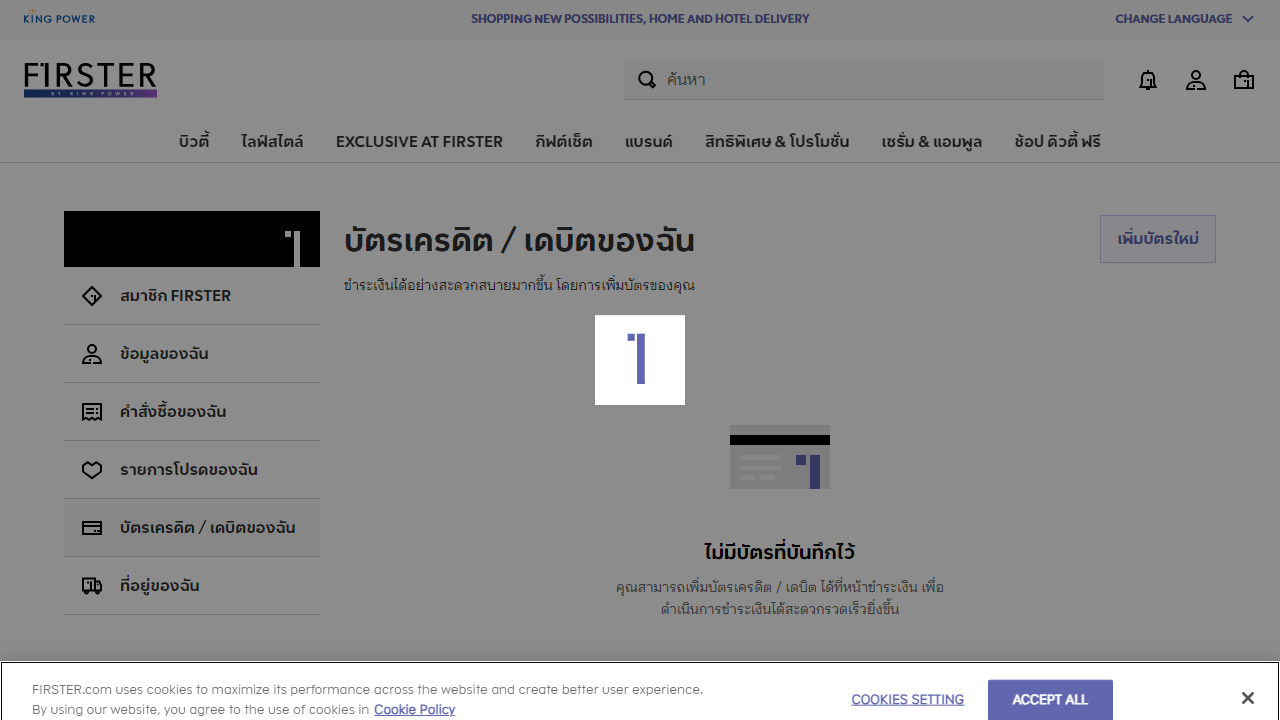 KING POWER
SHOPPING NEW POSSIBILITIES, HOME AND HOTEL DELIVERY
CHANGE LANGUAGE
FIRSTER
BY KING POWER
ค้นหา
บิวตี้
ไลฟ์สไตล์
EXCLUSIVE AT FIRSTER
กิฟต์เซ็ต
แบรนด์
สิทธิพิเศษ & โปรโมชั่น
เซรั่ม & แอมพูล
ช้อป ดิวตี้ ฟรี
สมาชิก FIRSTER
ข้อมูลของฉัน
คำสั่งซื้อของฉัน
รายการโปรดของฉัน
บัตรเครดิต / เดบิตของฉัน
ที่อยู่ของฉัน
บัตรเครดิต / เดบิตของฉัน
เพิ่มบัตรใหม่
ชำระเงินได้อย่างสะดวกสบายมากขึ้น โดยการเพิ่มบัตรของคุณ
ไม่มีบัตรที่บันทึกไว้
คุณสามารถเพิ่มบัตรเครดิต / เดบิต ได้ที่หน้าชำระเงิน เพื่อ
ดำเนินการชำระเงินได้สะดวกรวดเร็วยิ่งขึ้น
FIRSTER.com uses cookies to maximize its performance across the website and create better user experience.
By using our website, you agree to the use of cookies in Cookie Policy
COOKIES SETTING
ACCEPT ALL